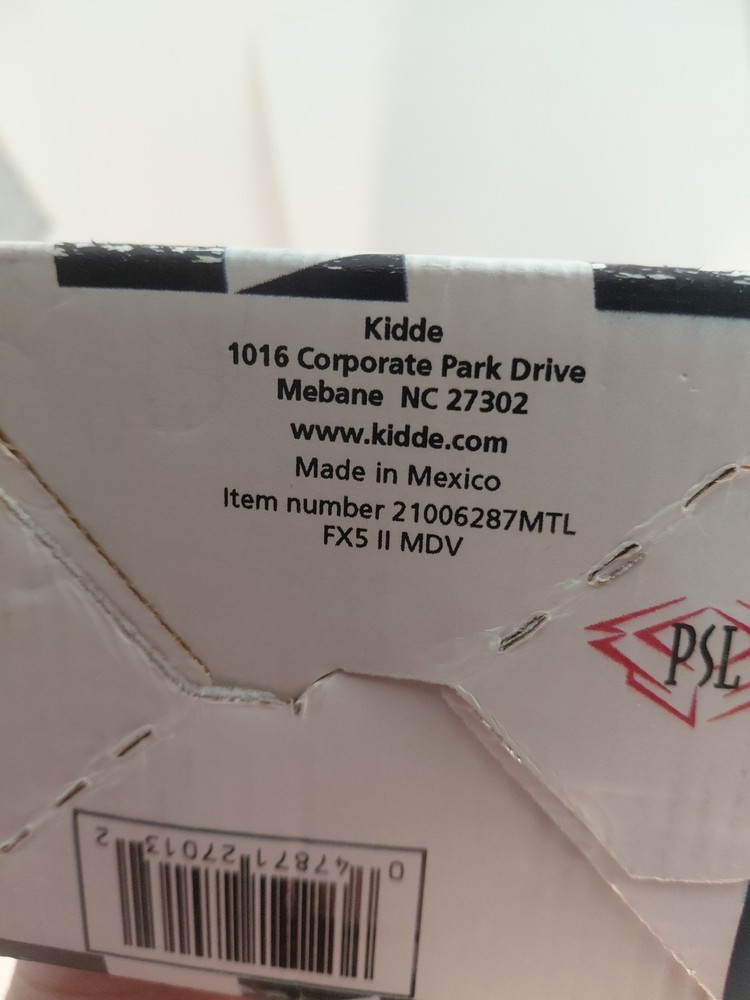 Kidde
1016 Corporate Park Drive
Mebane NC 27302
www.kidde.com
Made in Mexico
Item number 21006287MTL
FX5 II MDV
PSL
0 47871 27013 2